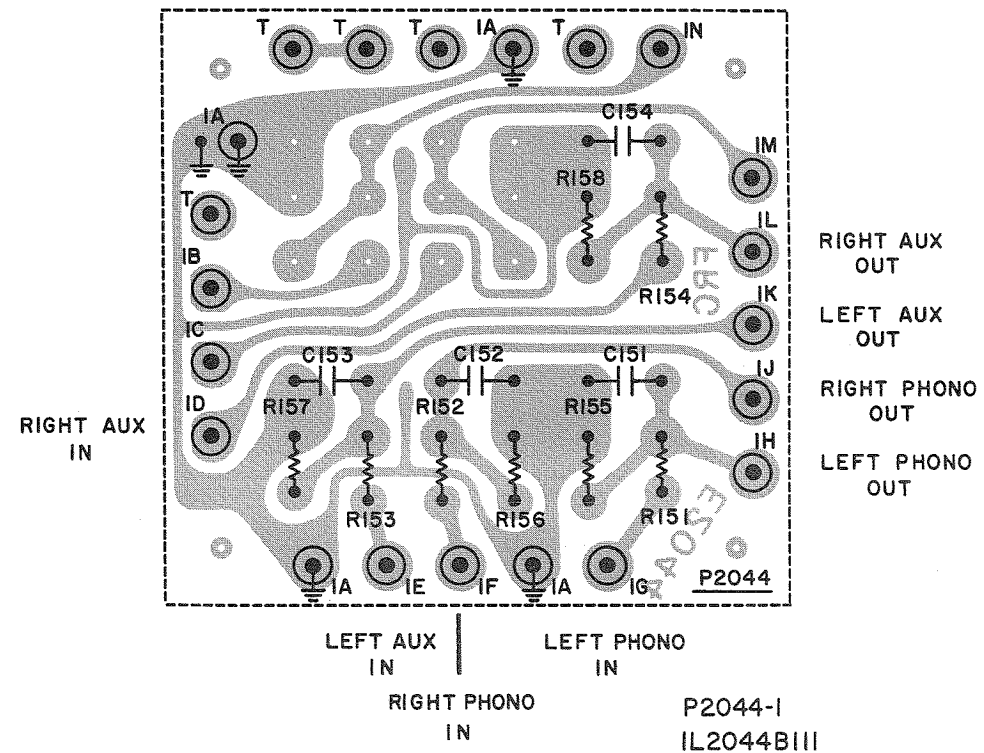 T T T IA T IN
C154
IA
IM
R158
T
IL
RIGHT AUX
OUT
IB
R154
FRC
IK
LEFT AUX
OUT
IC
C153 C152 C151
IJ
R157 R152 R155
RIGHT PHONO
OUT
ID
RIGHT AUX
IN
IH
LEFT PHONO
OUT
R153 R156 R151
P2044
IA IE IF IA IG
LEFT AUX
IN
LEFT PHONO
IN
RIGHT PHONO
IN
P2044-I
IL2044BIII